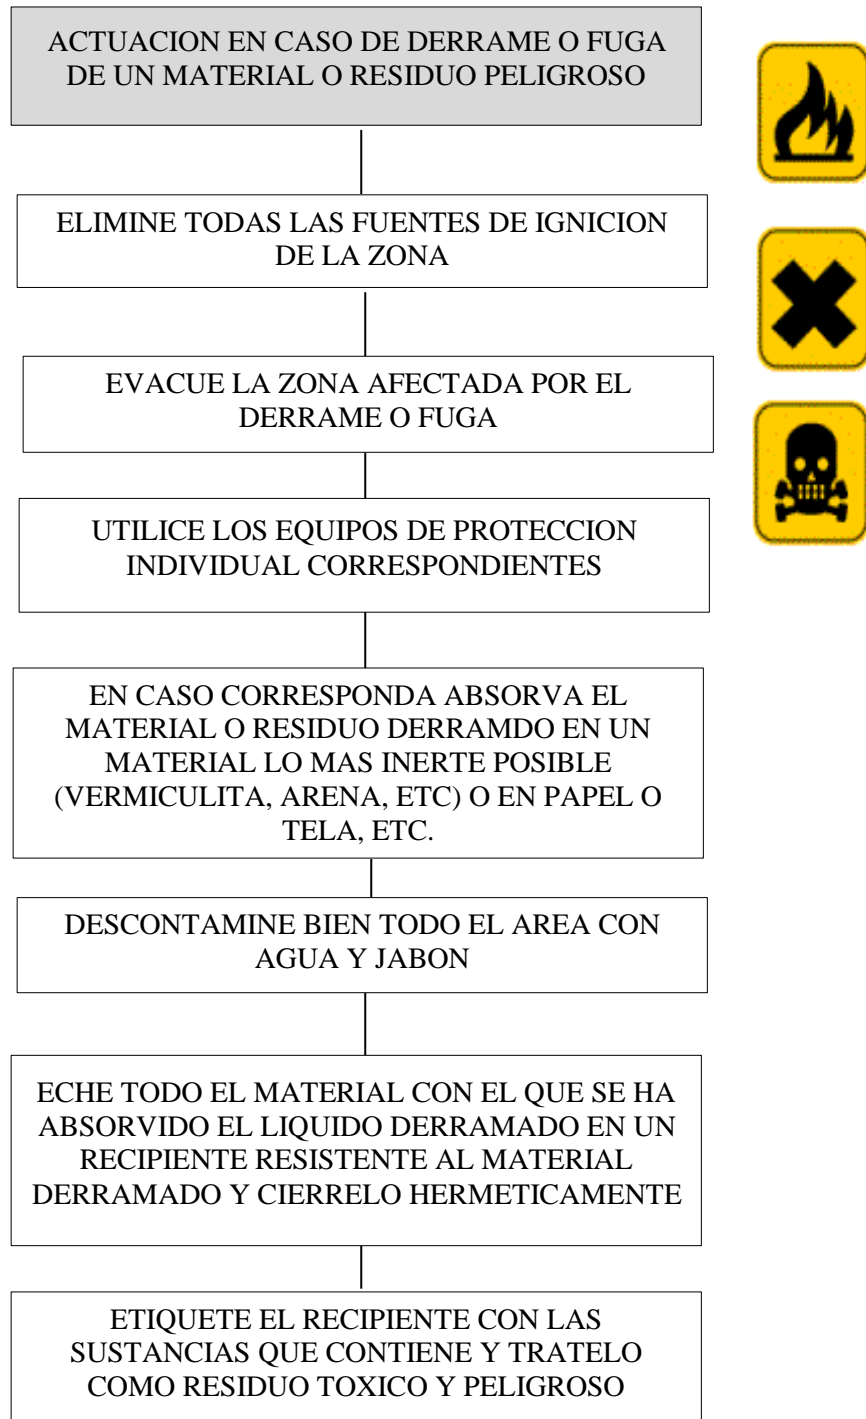 ACTUACION EN CASO DE DERRAME O FUGA
DE UN MATERIAL O RESIDUO PELIGROSO
ELIMINE TODAS LAS FUENTES DE IGNICION
DE LA ZONA
EVACUE LA ZONA AFECTADA POR EL
DERRAME O FUGA
UTILICE LOS EQUIPOS DE PROTECCION
INDIVIDUAL CORRESPONDIENTES
EN CASO CORRESPONDA ABSORVA EL
MATERIAL O RESIDUO DERRAMDO EN UN
MATERIAL LO MAS INERTE POSIBLE
(VERMICULITA, ARENA, ETC) O EN PAPEL O
TELA, ETC.
DESCONTAMINE BIEN TODO EL AREA CON
AGUA Y JABON
ECHE TODO EL MATERIAL CON EL QUE SE HA
ABSORVIDO EL LIQUIDO DERRAMADO EN UN
RECIPIENTE RESISTENTE AL MATERIAL
DERRAMADO Y CIERRELO HERMETICAMENTE
ETIQUETE EL RECIPIENTE CON LAS
SUSTANCIAS QUE CONTIENE Y TRATELO
COMO RESIDUO TOXICO Y PELIGROSO